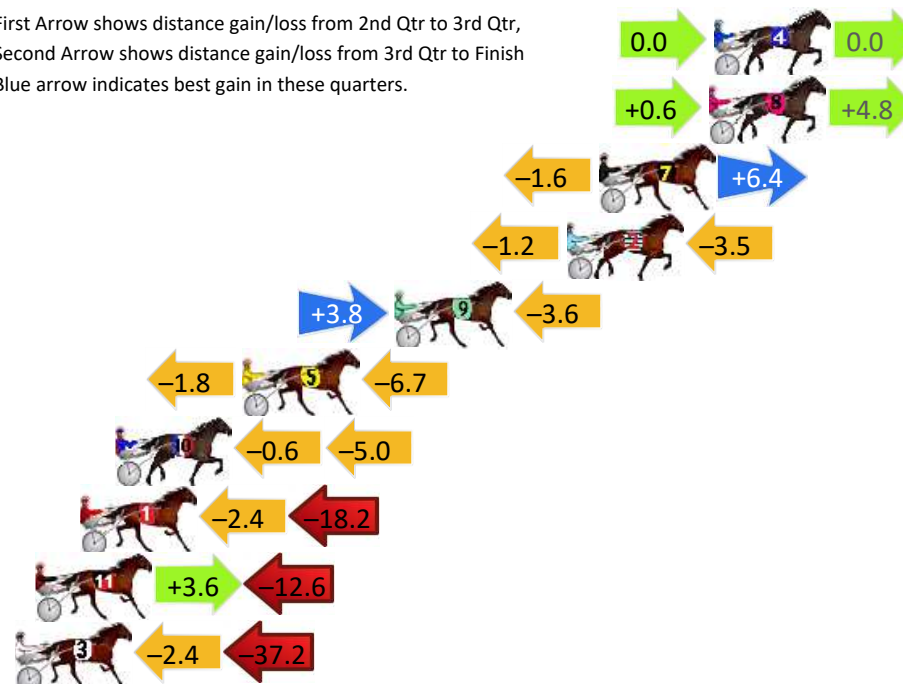 First Arrow shows distance gain/loss from 2nd Qtr to 3rd Qtr,
Second Arrow shows distance gain/loss from 3rd Qtr to Finish
Blue arrow indicates best gain in these quarters.
0.0 4 0.0
+0.6 8 +4.8
–1.6 7 +6.4
–1.2 2 –3.5
+3.8 9 –3.6
–1.8 5 –6.7
10 –0.6 –5.0
1 –2.4 –18.2
11 +3.6 –12.6
3 –2.4 –37.2